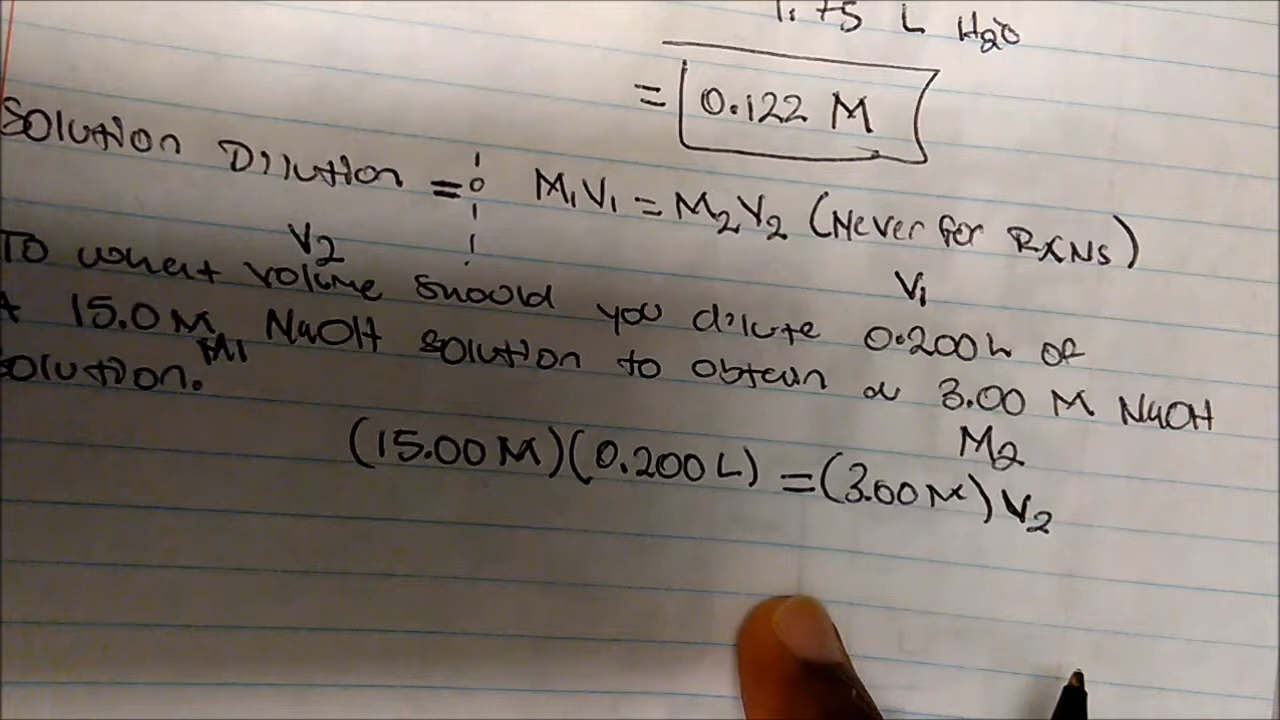 1.75 L H2O
= 0.122 M
Solution Dilution = M1V1 = M2V2 (Never for RXNs)
V2
To what volume should you dilute 0.200L of
V1
A 15.0 M NaOH solution to obtain a 3.00 M NaOH
M1
solution.
M2
(15.00 M)(0.200 L) = (3.00 M) V2